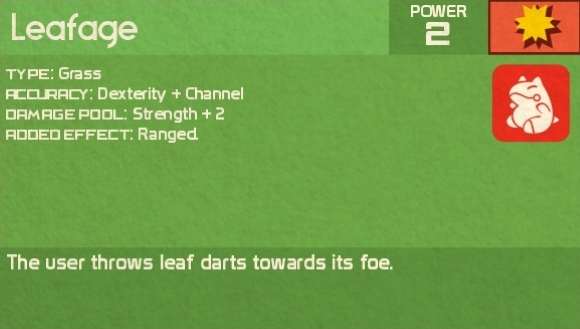 Leafage
POWER
2
TYPE: Grass
ACCURACY: Dexterity + Channel
DAMAGE POOL: Strength + 2
ADDED EFFECT: Ranged.
The user throws leaf darts towards its foe.